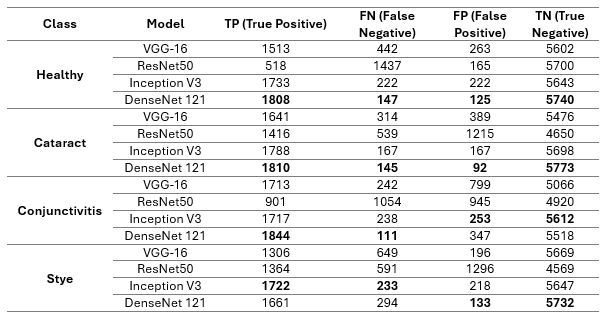 Class Model TP (True Positive) FN (False Negative) FP (False Positive) TN (True Negative)
Healthy VGG-16 1513 442 263 5602
ResNet50 518 1437 165 5700
Inception V3 1733 222 222 5643
DenseNet 121 1808 147 125 5740
Cataract VGG-16 1641 314 389 5476
ResNet50 1416 539 1215 4650
Inception V3 1788 167 167 5698
DenseNet 121 1810 145 92 5773
Conjunctivitis VGG-16 1713 242 799 5066
ResNet50 901 1054 945 4920
Inception V3 1717 238 253 5612
DenseNet 121 1844 111 347 5518
Stye VGG-16 1306 649 196 5669
ResNet50 1364 591 1296 4569
Inception V3 1722 233 218 5647
DenseNet 121 1661 294 133 5732